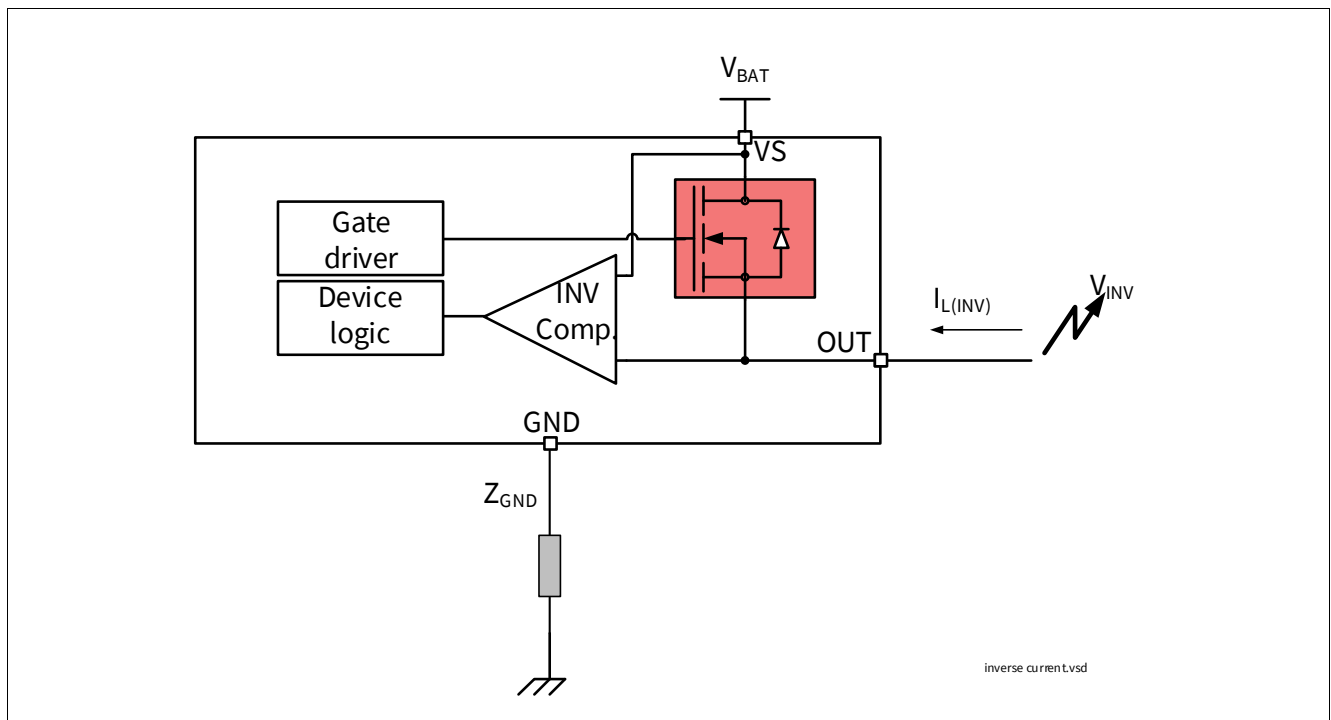 VBAT
VS
Gate
driver
INV
Comp.
Device
logic
IL(INV)
VINV
OUT
GND
ZGND
inverse current.vsd